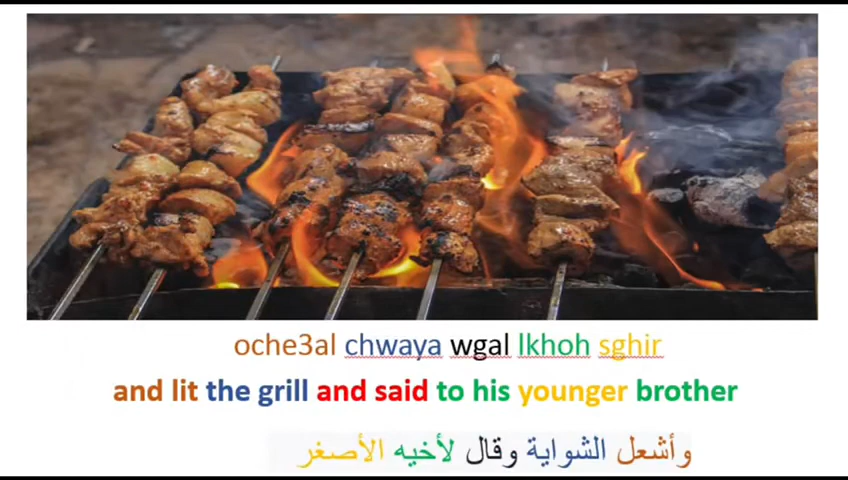 oche3al chwaya wgal lkhoh sghir
and lit the grill and said to his younger brother
وأشعل الشواية وقال لأخيه الأصغر